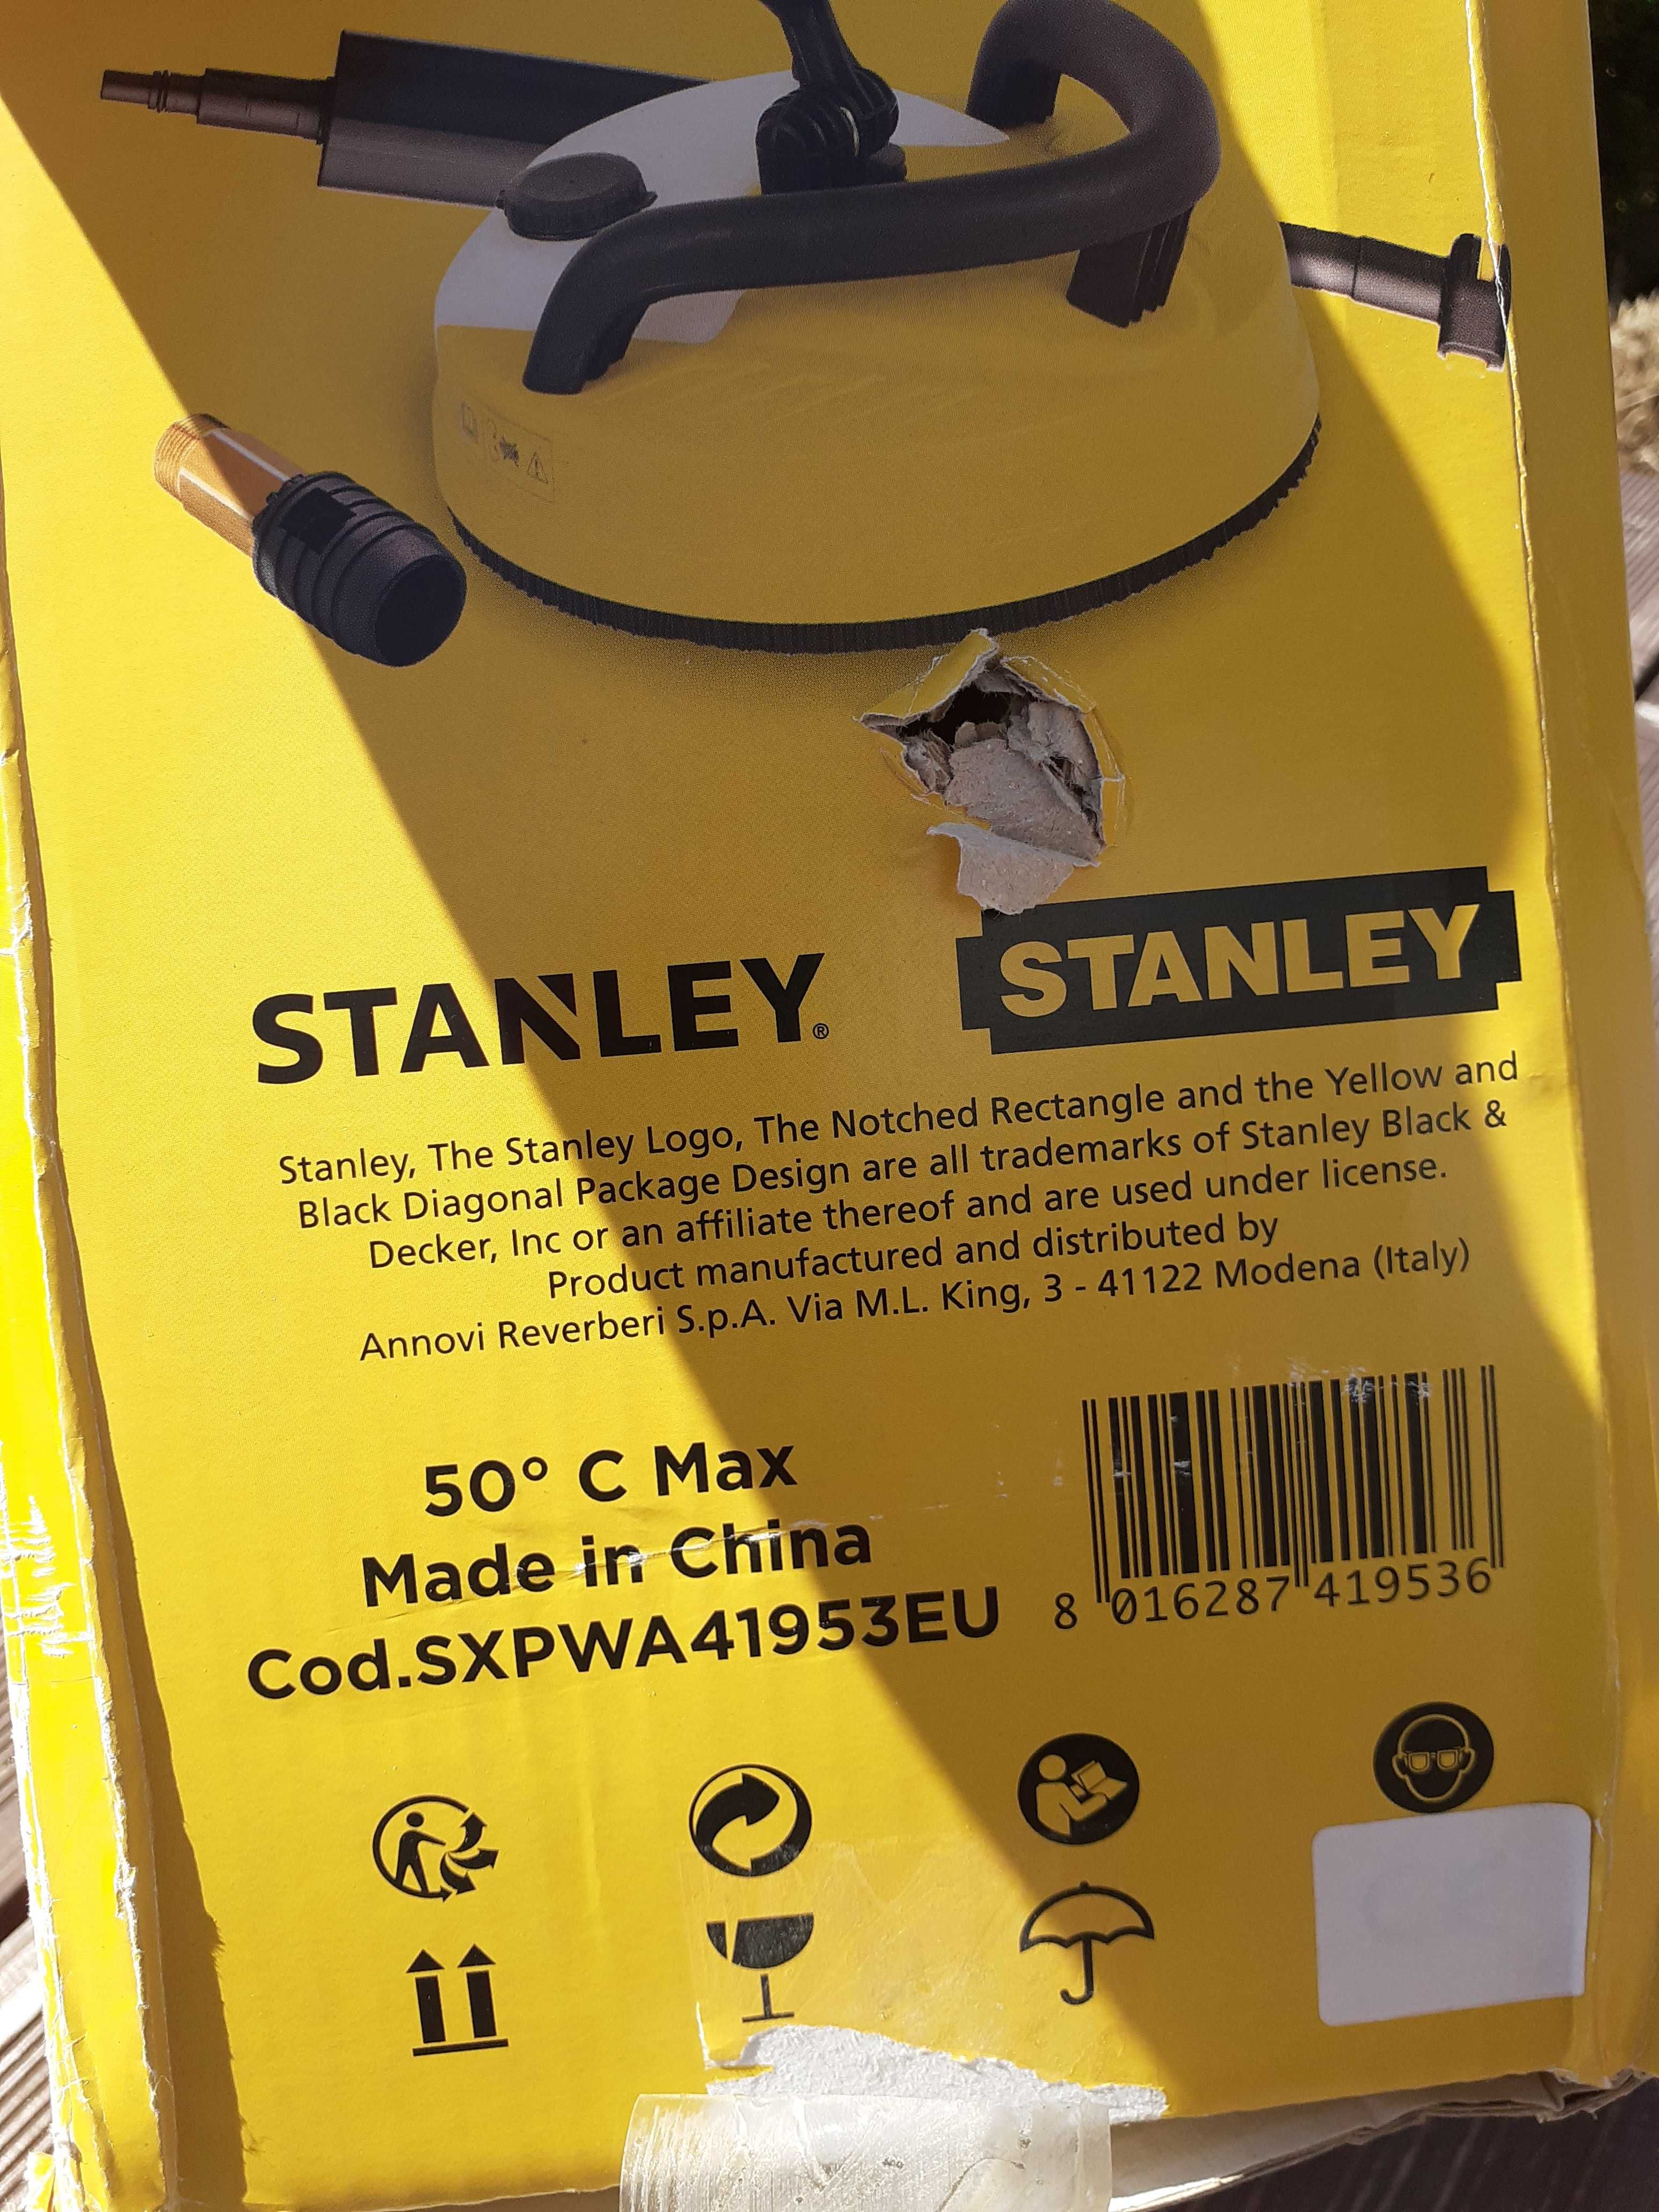 STANLEY®
STANLEY
Stanley, The Stanley Logo, The Notched Rectangle and the Yellow and
Black Diagonal Package Design are all trademarks of Stanley Black &
Decker, Inc or an affiliate thereof and are used under license.
Product manufactured and distributed by
Annovi Reverberi S.p.A. Via M.L. King, 3 - 41122 Modena (Italy)
50° C Max
Made in China
Cod.SXPWA41953EU
8 016287 419536